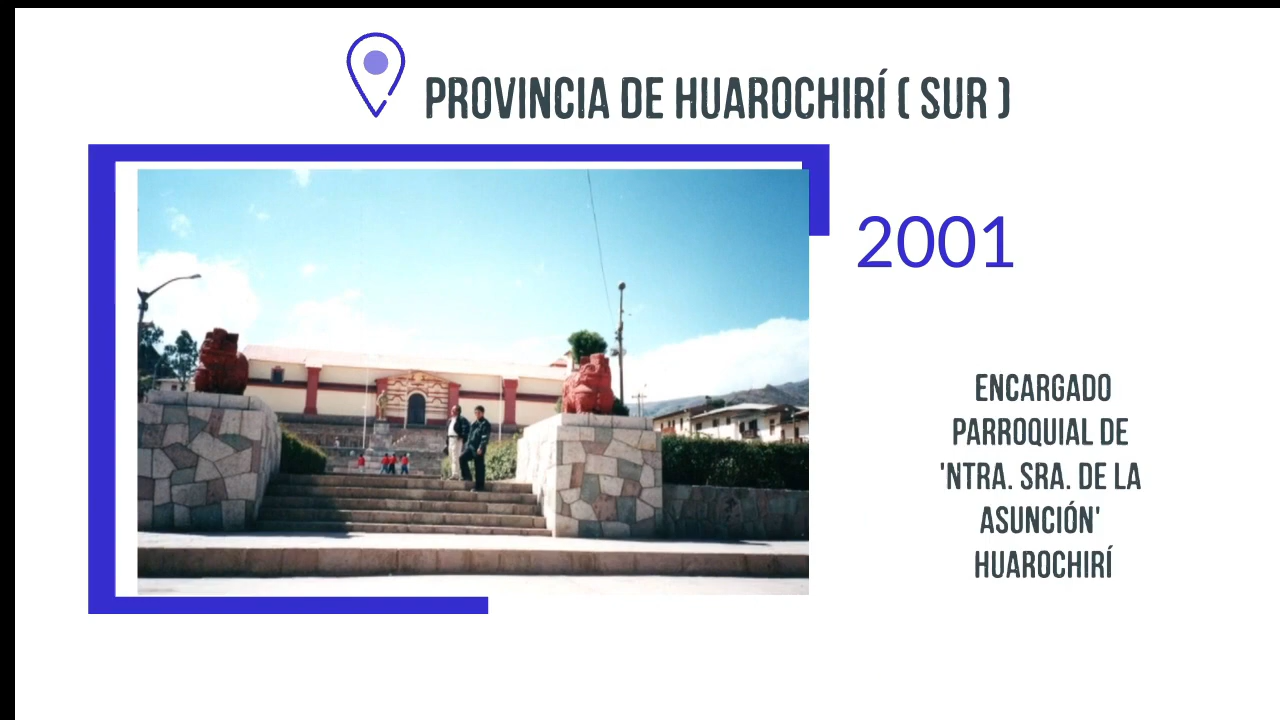 PROVINCIA DE HUAROCHIRÍ ( SUR )
2001
ENCARGADO
PARROQUIAL DE
'NTRA. SRA. DE LA
ASUNCIÓN'
HUAROCHIRÍ